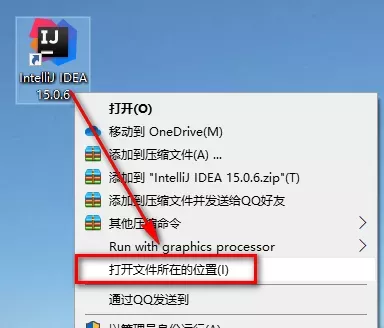 IJ
IntelliJ IDEA
15.0.6
打开(O)
移动到 OneDrive(M)
添加到压缩文件(A) ...
添加到 "IntelliJ IDEA 15.0.6.zip"(T)
添加到压缩文件并发送给QQ好友
其他压缩命令
Run with graphics processor
打开文件所在的位置(I)
通过QQ发送到
以管理员身份运行(A)